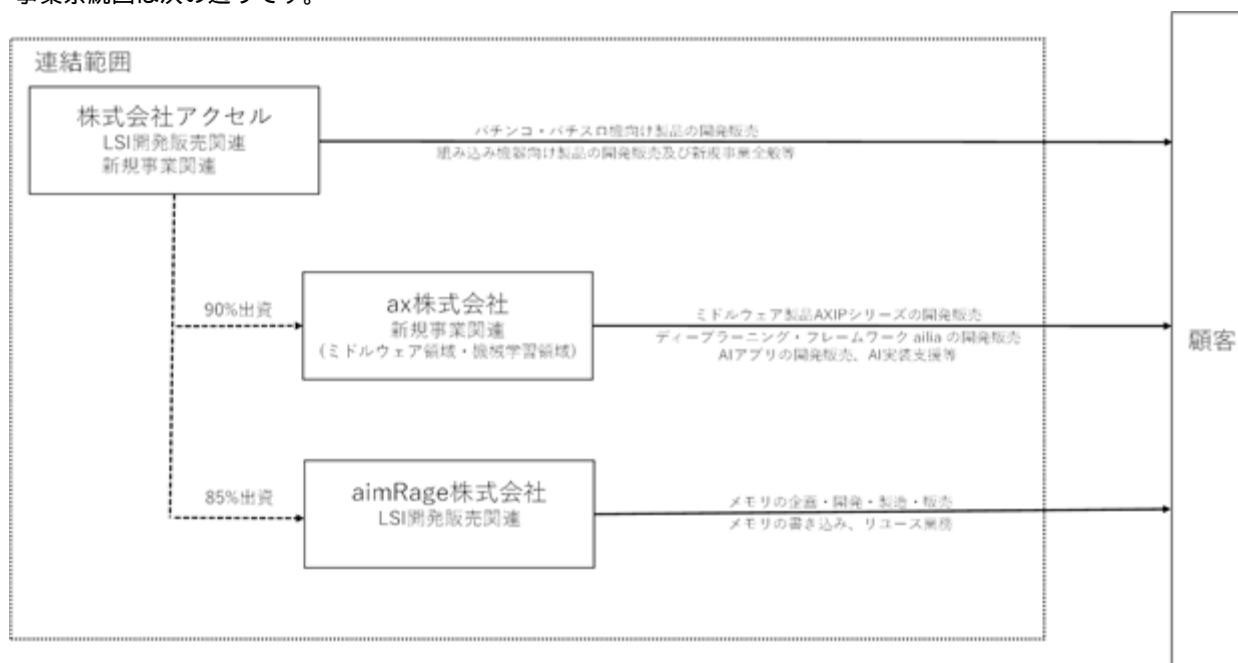 事業系統図は次の通りです。
連結範囲
株式会社アクセル
LSI開発販売関連
新規事業関連
パチンコ・パチスロ機向け製品の開発販売
組み込み機器向け製品の開発販売及び新規事業全般等
90%出資
ax株式会社
新規事業関連
(ミドルウェア領域・機械学習領域)
ミドルウェア製品AXIPシリーズの開発販売
ディープラーニング・フレームワーク ailia の開発販売
AIアプリの開発販売、AI実装支援等
顧客
85%出資
aimRage株式会社
LSI開発販売関連
メモリの企画・開発・製造・販売
メモリの書き込み、リユース業務